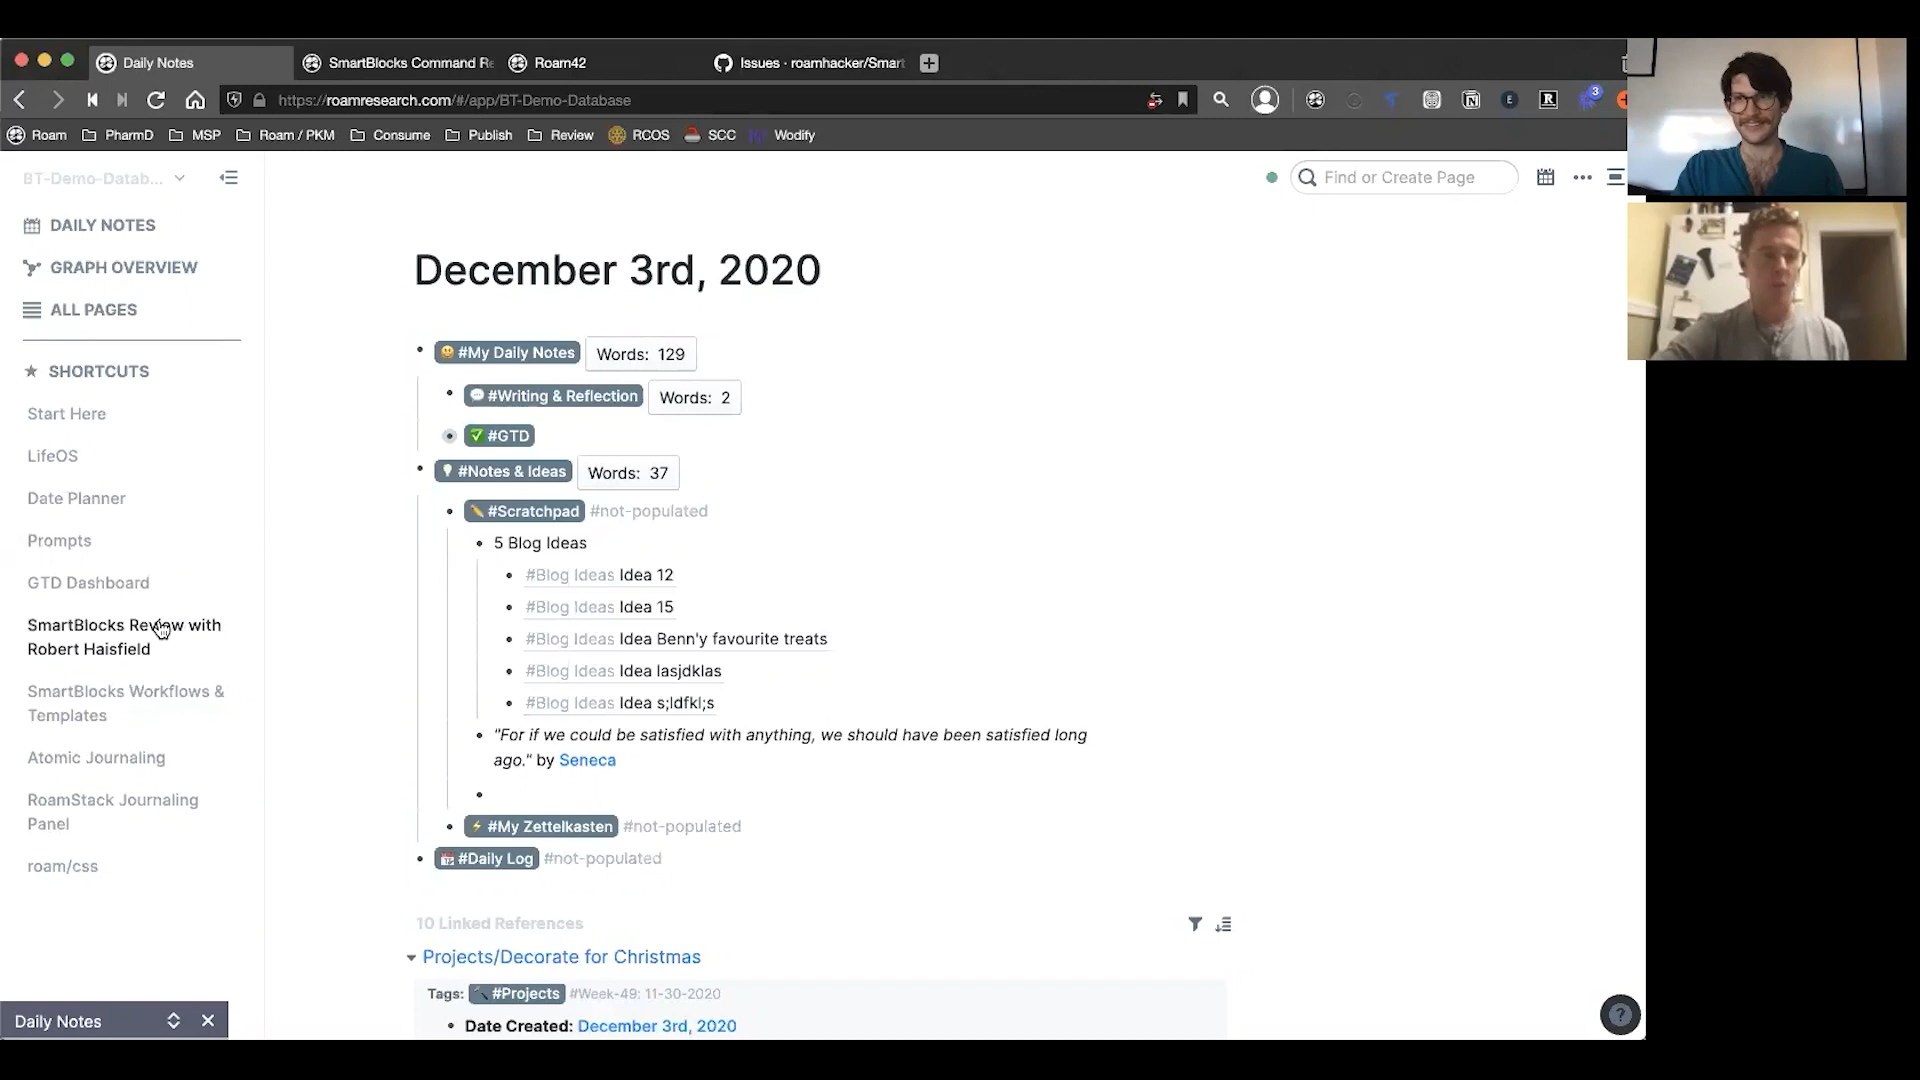 Daily Notes
SmartBlocks Command Re
Roam42
Issues · roamhacker/Smart
https://roamresearch.com/#/app/BT-Demo-Database
3
Roam
PharmD
MSP
Roam / PKM
Consume
Publish
Review
RCOS
SCC
Wodify
BT-Demo-Datab...
DAILY NOTES
GRAPH OVERVIEW
ALL PAGES
SHORTCUTS
Start Here
LifeOS
Date Planner
Prompts
GTD Dashboard
SmartBlocks Review with
Robert Haisfield
SmartBlocks Workflows &
Templates
Atomic Journaling
RoamStack Journaling
Panel
roam/css
Daily Notes
Find or Create Page
December 3rd, 2020
#My Daily Notes Words: 129
#Writing & Reflection Words: 2
#GTD
#Notes & Ideas Words: 37
#Scratchpad #not-populated
5 Blog Ideas
#Blog Ideas Idea 12
#Blog Ideas Idea 15
#Blog Ideas Idea Benn'y favourite treats
#Blog Ideas Idea lasjdklas
#Blog Ideas Idea s;ldfkl;s
"For if we could be satisfied with anything, we should have been satisfied long
ago." by Seneca
#My Zettelkasten #not-populated
#Daily Log #not-populated
10 Linked References
Projects/Decorate for Christmas
Tags: #Projects #Week-49: 11-30-2020
Date Created: December 3rd, 2020